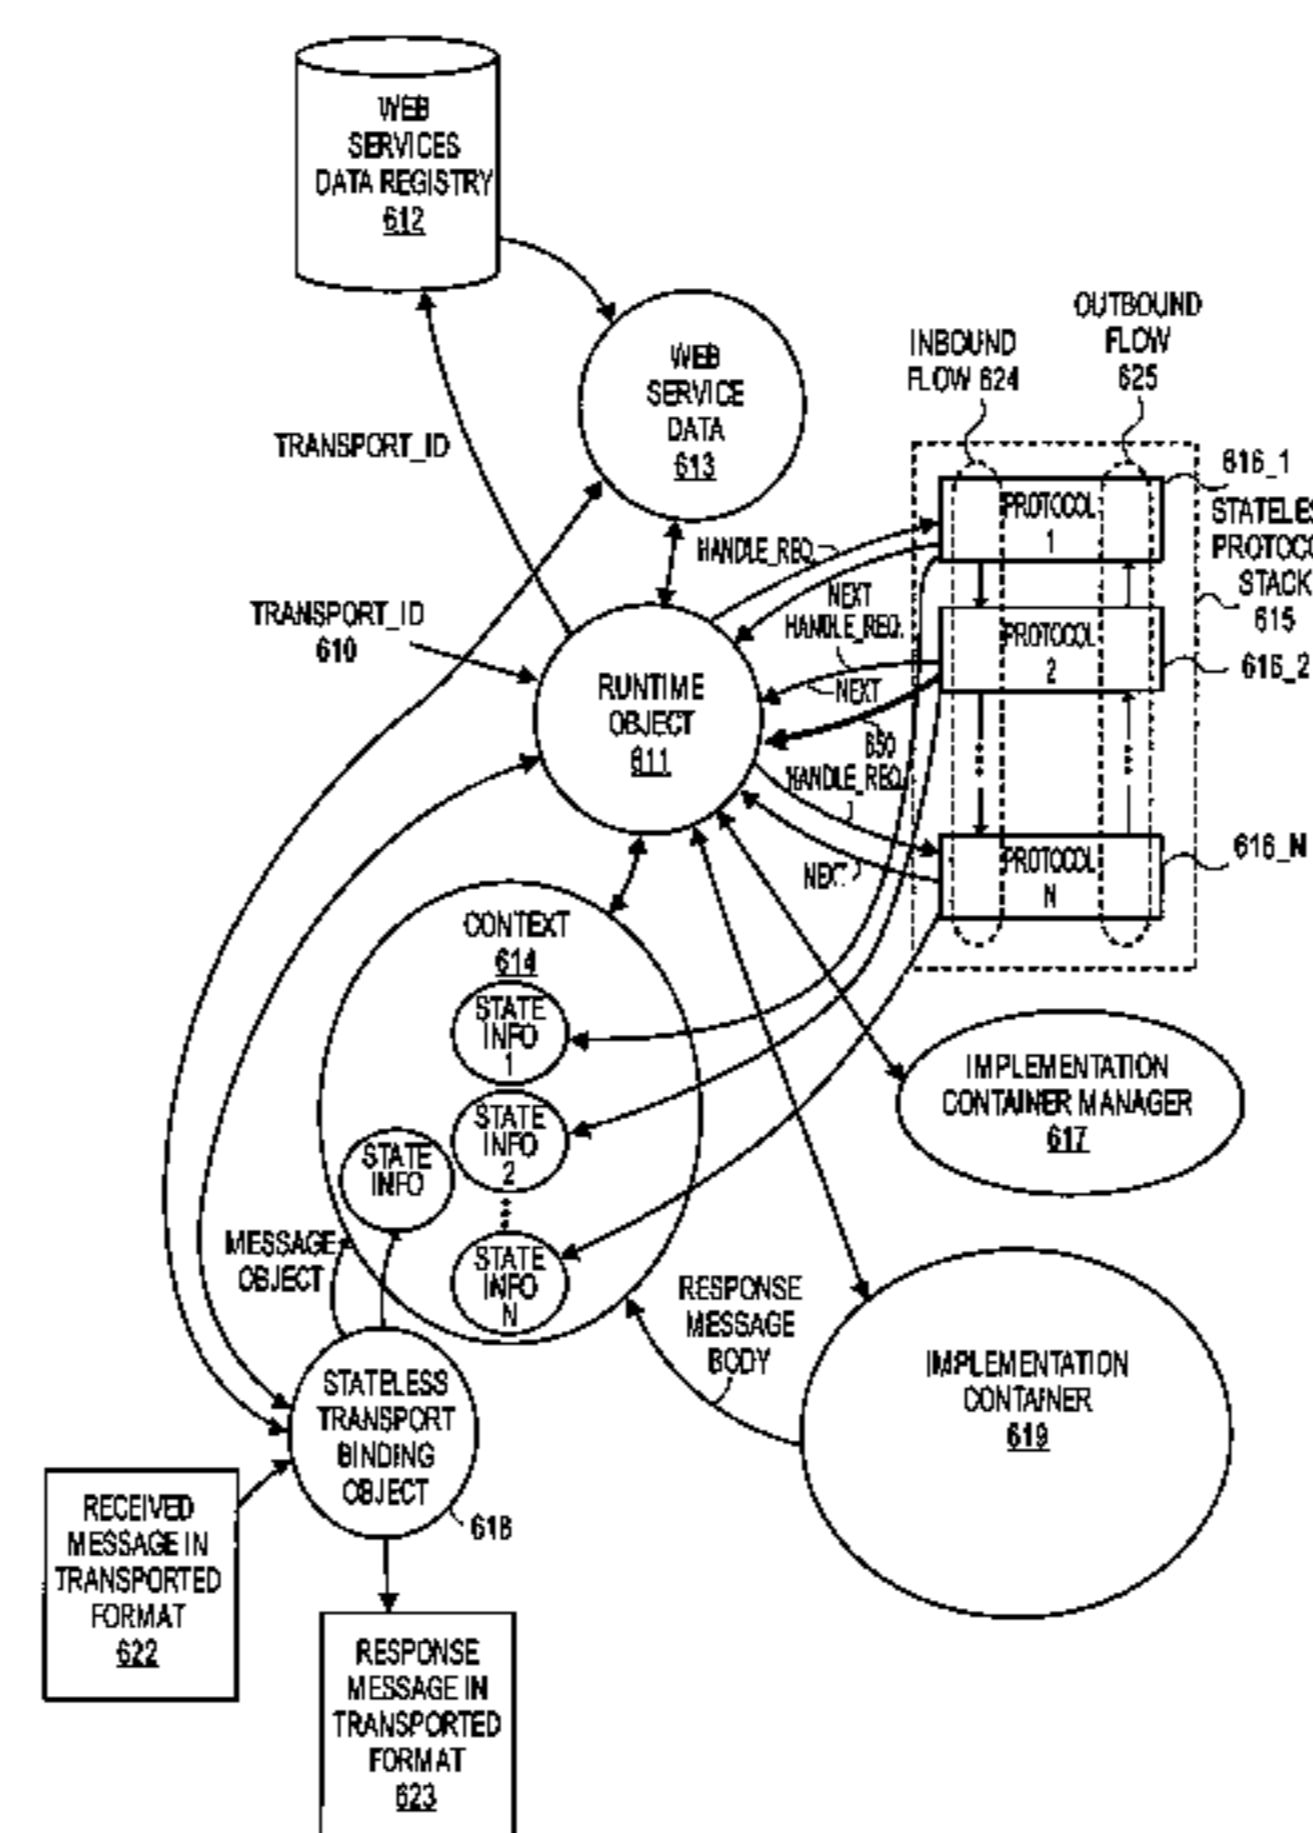 WEB
SERVICES
DATA REGISTRY
612
WEB
SERVICE
DATA
613
OUTBOUND
FLOW
625
INBOUND
FLOW 624
TRANSPORT_ID
616_1
PROTOCOL
1
STATELES
PROTOCO
STACK
615
HANDLE_REQ.
NEXT
HANDLE_REQ.
NEXT
TRANSPORT_ID
610
PROTOCOL
2
616_2
RUNTIME
OBJECT
611
650
HANDLE_REQ.
NEXT
PROTOCOL
N
616_N
CONTEXT
614
STATE
INFO
1
STATE
INFO
2
STATE
INFO
STATE
INFO
N
IMPLEMENTATION
CONTAINER MANAGER
617
MESSAGE
OBJECT
RESPONSE
MESSAGE
BODY
IMPLEMENTATION
CONTAINER
619
STATELESS
TRANSPORT
BINDING
OBJECT
618
RECEIVED
MESSAGE IN
TRANSPORTED
FORMAT
622
RESPONSE
MESSAGE IN
TRANSPORTED
FORMAT
623